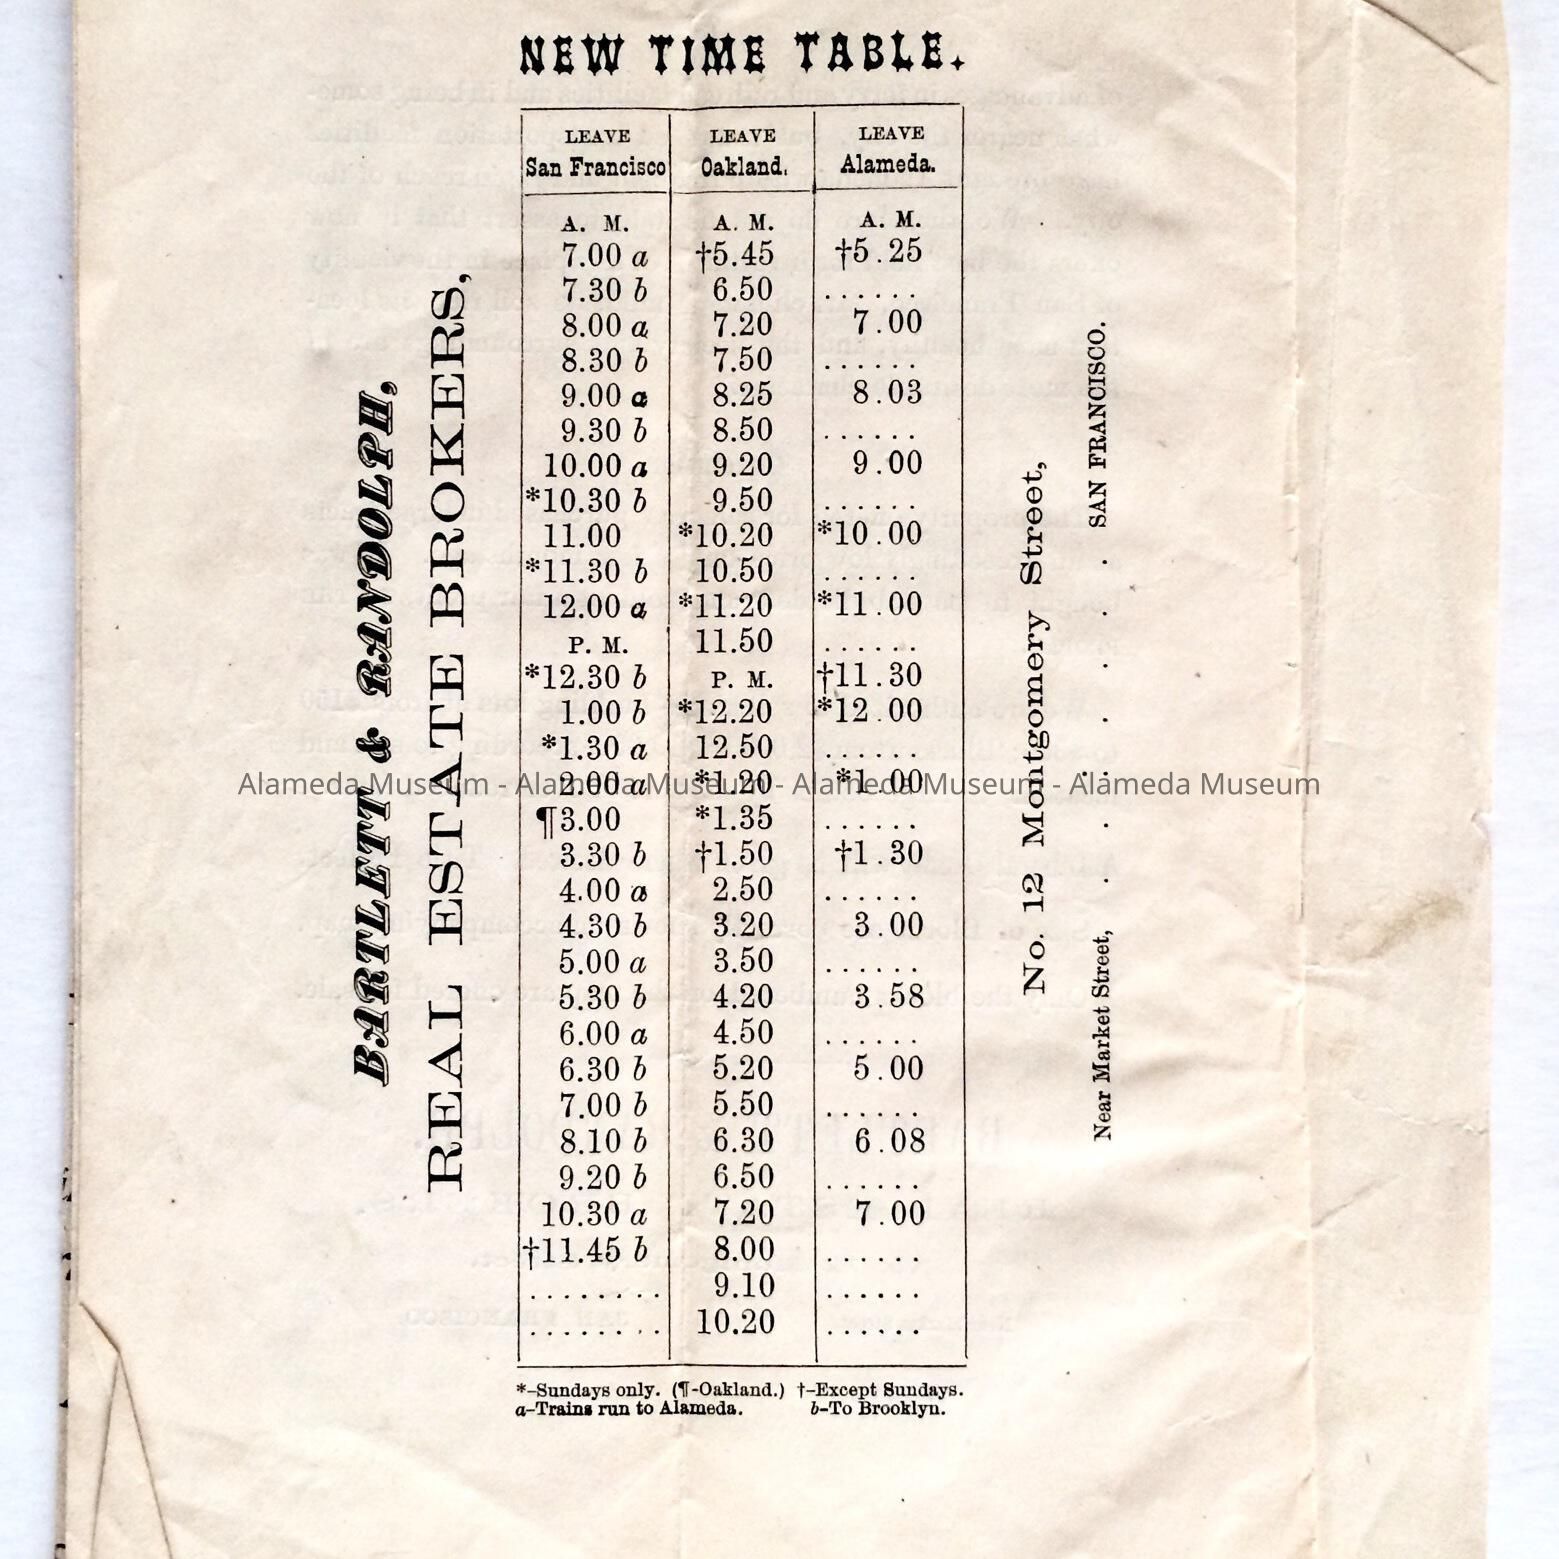 NEW TIME TABLE.
BARTLETT & RANDOLPH,
REAL ESTATE BROKERS,
LEAVE San Francisco LEAVE Oakland. LEAVE Alameda.
A. M. A. M. A. M.
7.00 a †5.45 †5.25
7.30 b 6.50 ......
8.00 a 7.20 7.00
8.30 b 7.50 ......
9.00 a 8.25 8.03
9.30 b 8.50 ......
10.00 a 9.20 9.00
*10.30 b 9.50 ......
11.00 *10.20 *10.00
*11.30 b 10.50 ......
12.00 a *11.20 *11.00
P. M. 11.50 ......
*12.30 b P. M. †11.30
1.00 b *12.20 *12.00
*1.30 a 12.50 ......
2.00 a *1.20 *1.00
¶3.00 *1.35 ......
3.30 b †1.50 †1.30
4.00 a 2.50 ......
4.30 b 3.20 3.00
5.00 a 3.50 ......
5.30 b 4.20 3.58
6.00 a 4.50 ......
6.30 b 5.20 5.00
7.00 b 5.50 ......
8.10 b 6.30 6.08
9.20 b 6.50 ......
10.30 a 7.20 7.00
†11.45 b 8.00 ......
........ 9.10 ......
........ 10.20 ......
*–Sundays only. (¶-Oakland.) †–Except Sundays.
a–Trains run to Alameda. b–To Brooklyn.
No. 12 Montgomery Street,
Near Market Street, . . . . . . . SAN FRANCISCO.
Alameda Museum - Alameda Museum - Alameda Museum - Alameda Museum